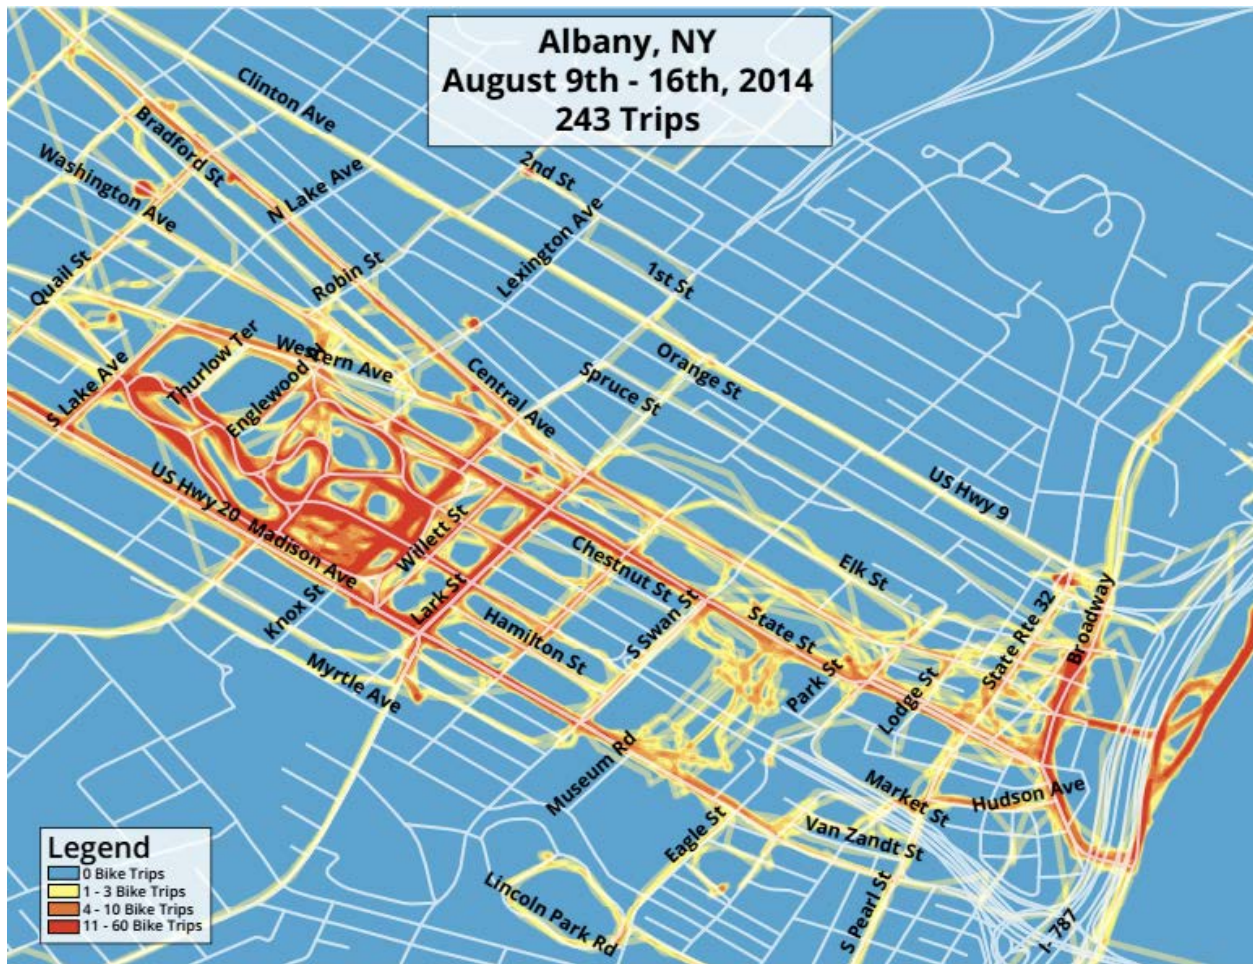 Albany, NY
August 9th - 16th, 2014
243 Trips
Clinton Ave
Bradford St
Washington Ave
N Lake Ave
2nd St
Lexington Ave
Quail St
Robin St
1st St
S Lake Ave
Thurlow Ter
Englewood
Western Ave
Central Ave
Orange St
Spruce St
US Hwy 20
Madison Ave
Willett St
US Hwy 9
Chestnut St
Elk St
Knox St
Lark St
Hamilton St
S Swan St
State St
State Rte 32
Broadway
Myrtle Ave
Park St
Lodge St
Museum Rd
Market St
Hudson Ave
Eagle St
Van Zandt St
Lincoln Park Rd
S Pearl St
I-787
Legend
0 Bike Trips
1 - 3 Bike Trips
4 - 10 Bike Trips
11 - 60 Bike Trips